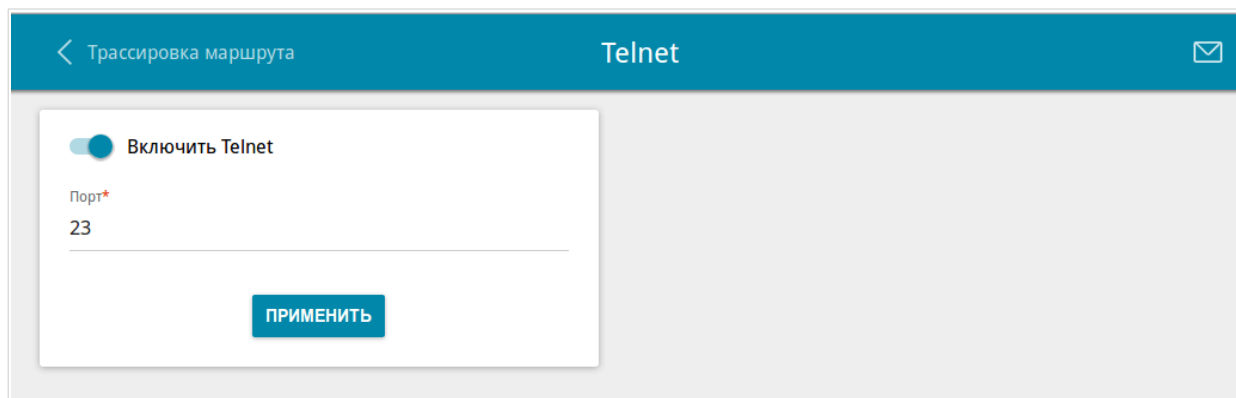 Трассировка маршрута
Telnet
Включить Telnet
Порт*
23
ПРИМЕНИТЬ